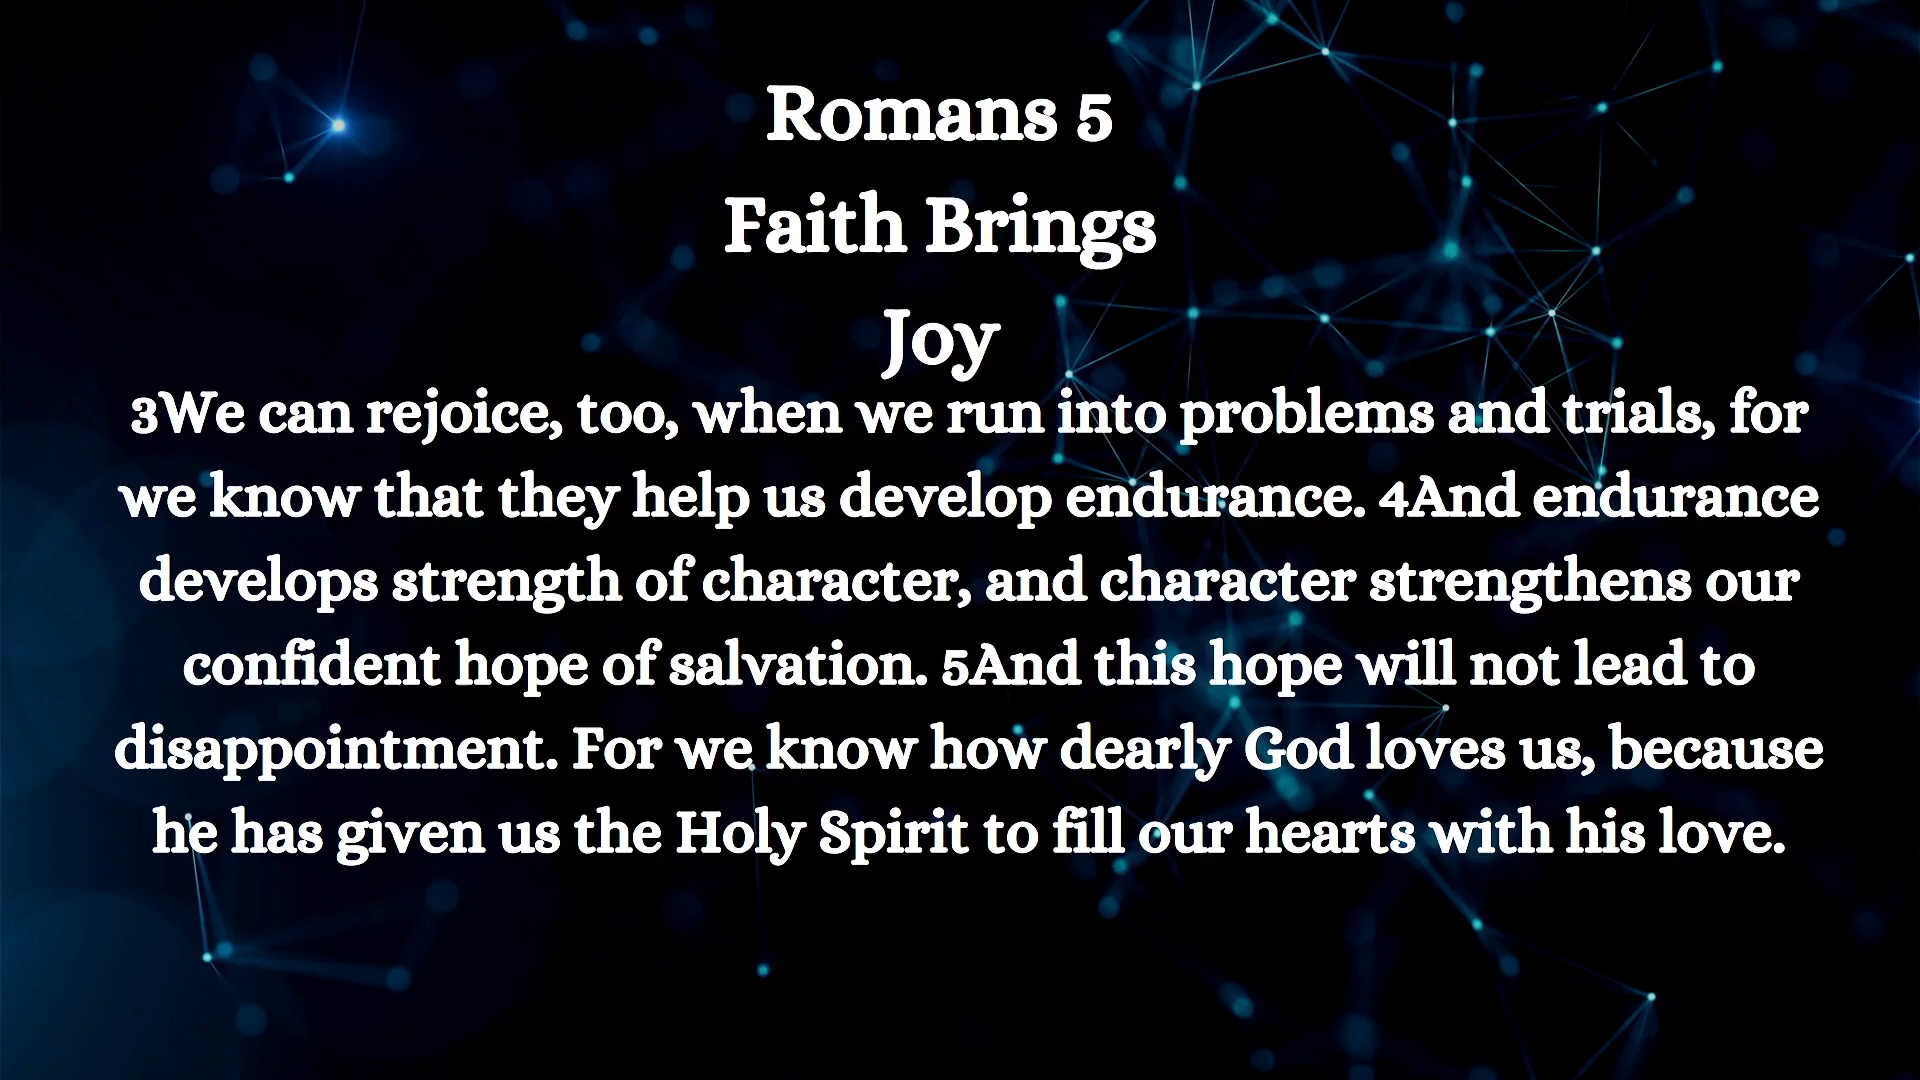 Romans 5
Faith Brings
Joy
3We can rejoice, too, when we run into problems and trials, for
we know that they help us develop endurance. 4And endurance
develops strength of character, and character strengthens our
confident hope of salvation. 5And this hope will not lead to
disappointment. For we know how dearly God loves us, because
he has given us the Holy Spirit to fill our hearts with his love.